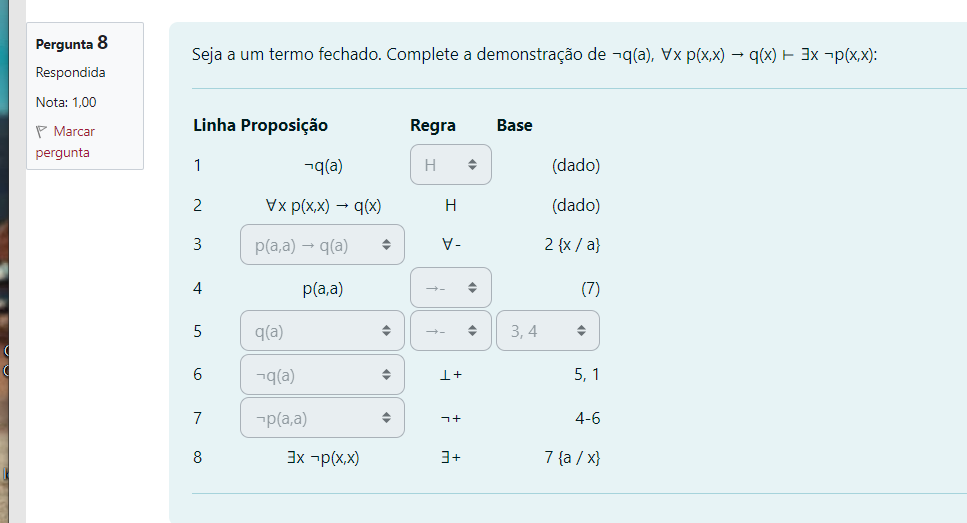 Pergunta 8
Respondida
Nota: 1,00
Marcar
pergunta
Seja a um termo fechado. Complete a demonstração de ¬q(a), ∀x p(x,x) → q(x) ⊢ ∃x ¬p(x,x):
Linha Proposição Regra Base
1 ¬q(a) H (dado)
2 ∀x p(x,x) → q(x) H (dado)
3 p(a,a) → q(a) ∀- 2 {x / a}
4 p(a,a) →- (7)
5 q(a) →- 3, 4
6 ¬q(a) ⊥+ 5, 1
7 ¬p(a,a) ¬+ 4-6
8 ∃x ¬p(x,x) ∃+ 7 {a / x}